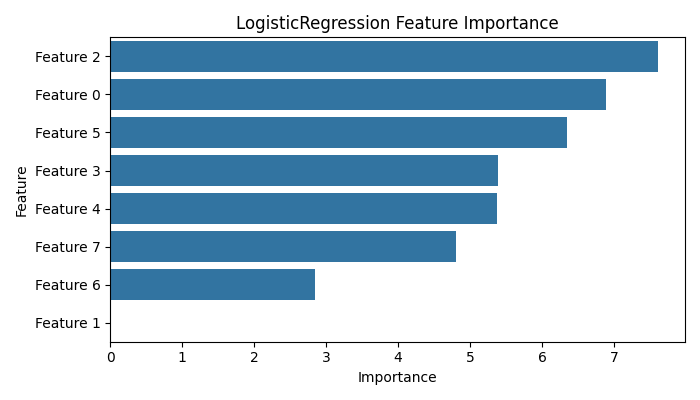 LogisticRegression Feature Importance
Feature 2
Feature 0
Feature 5
Feature 3
Feature 4
Feature 7
Feature 6
Feature 1
Feature
0 1 2 3 4 5 6 7
Importance